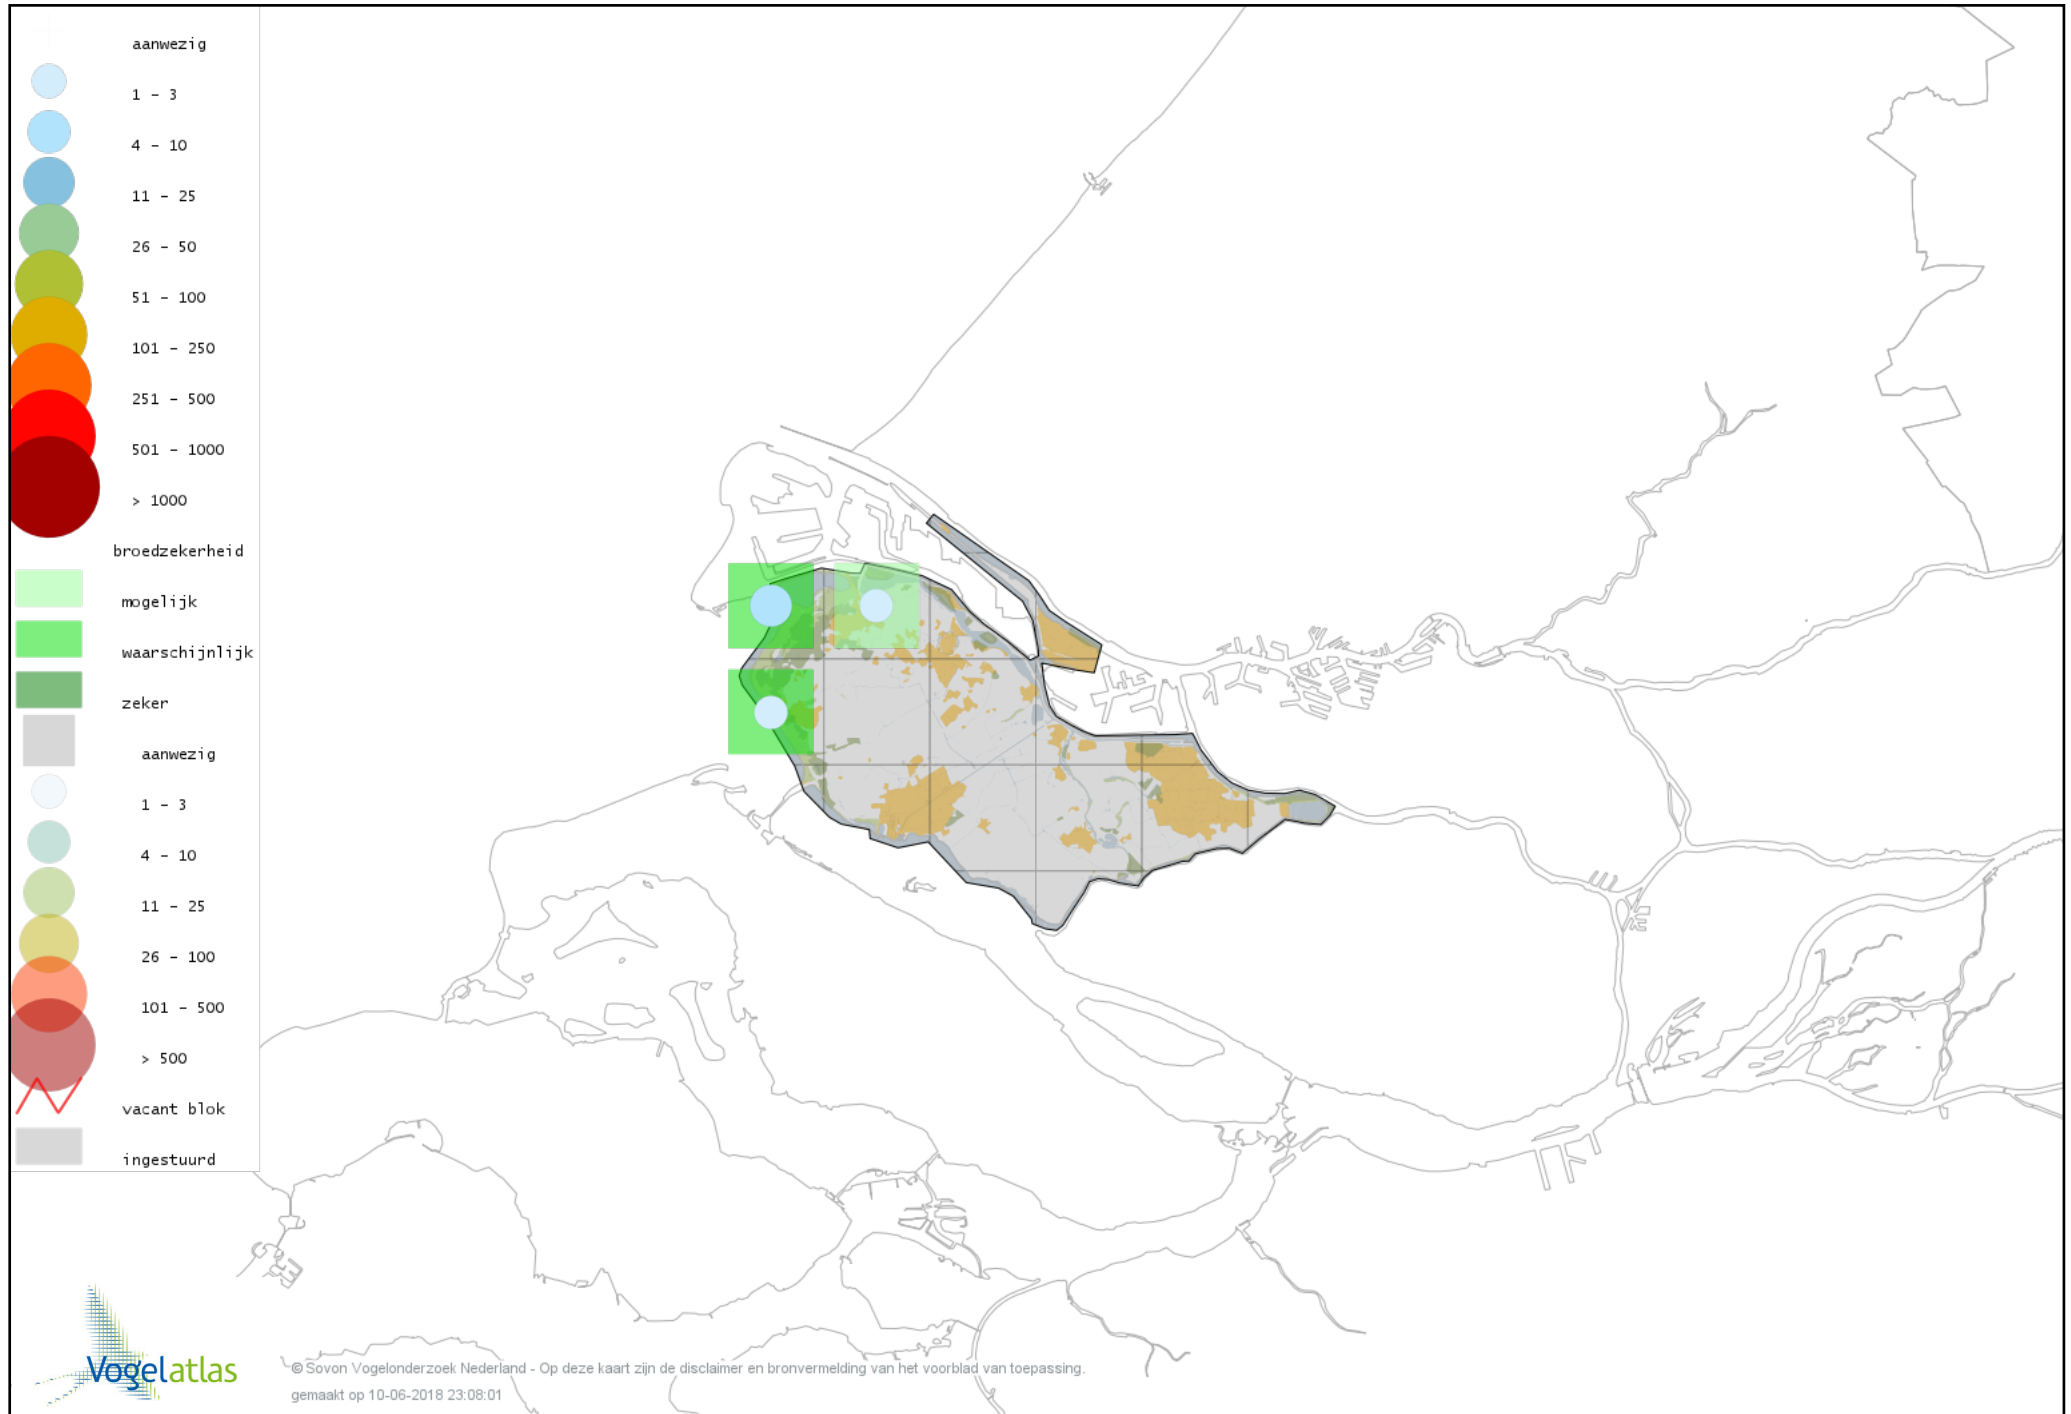 aanwezig
1 - 3
4 - 10
11 - 25
26 - 50
51 - 100
101 - 250
251 - 500
501 - 1000
> 1000
broedzekerheid
mogelijk
waarschijnlijk
zeker
aanwezig
1 - 3
4 - 10
11 - 25
26 - 100
101 - 500
> 500
vacant blok
ingestuurd
Vogelatlas
© Sovon Vogelonderzoek Nederland - Op deze kaart zijn de disclaimer en bronvermelding van het voorblad van toepassing.
gemaakt op 10-06-2018 23:08:01